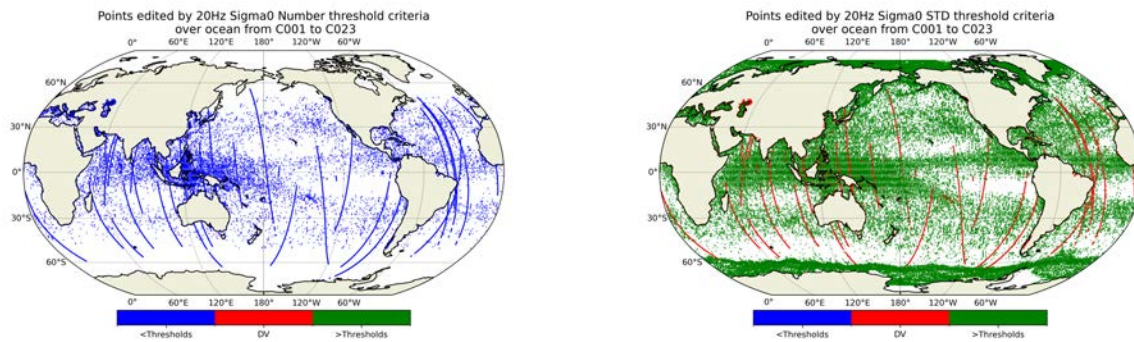 Points edited by 20Hz Sigma0 Number threshold criteria
over ocean from C001 to C023
0° 60°E 120°E 180° 120°W 60°W
60°N
30°N
0°
30°S
60°S
0° 60°E 120°E 180° 120°W 60°W
<Thresholds DV >Thresholds
Points edited by 20Hz Sigma0 STD threshold criteria
over ocean from C001 to C023
0° 60°E 120°E 180° 120°W 60°W
60°N
30°N
0°
30°S
60°S
0° 60°E 120°E 180° 120°W 60°W
<Thresholds DV >Thresholds